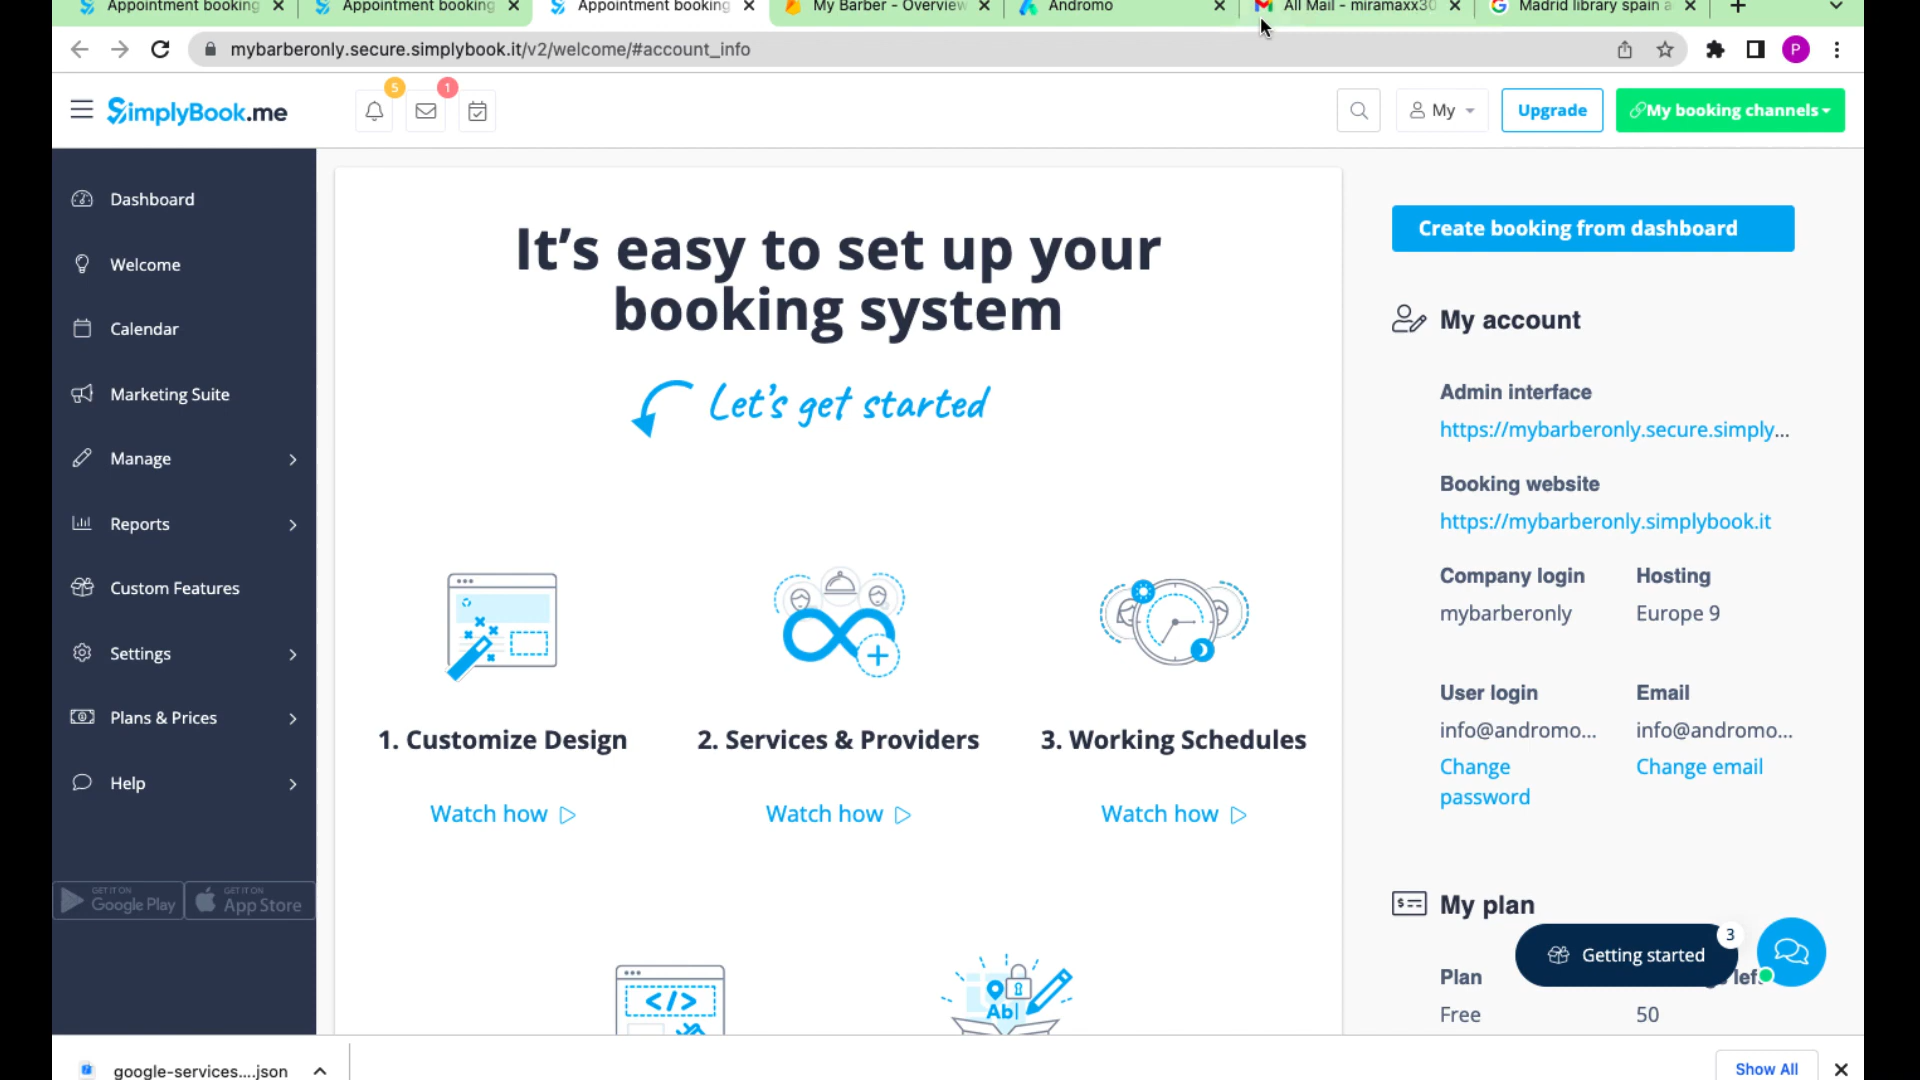 Appointment booking
Appointment booking
Appointment booking
My Barber - Overview
Andromo
All Mail - miramaxx30
Madrid library spain a
mybarberonly.secure.simplybook.it/v2/welcome/#account_info
P
SimplyBook.me
5
1
My
Upgrade
My booking channels
Dashboard
Welcome
Calendar
Marketing Suite
Manage
Reports
Custom Features
Settings
Plans & Prices
Help
GET IT ON
Google Play
GET IT ON
App Store
It's easy to set up your
booking system
Let's get started
1. Customize Design
2. Services & Providers
3. Working Schedules
Watch how
Watch how
Watch how
</>
Ab|
Create booking from dashboard
My account
Admin interface
https://mybarberonly.secure.simply...
Booking website
https://mybarberonly.simplybook.it
Company login
Hosting
mybarberonly
Europe 9
User login
Email
info@andromo...
info@andromo...
Change
password
Change email
My plan
3
Getting started
Plan
Free
50
google-services....json
Show All